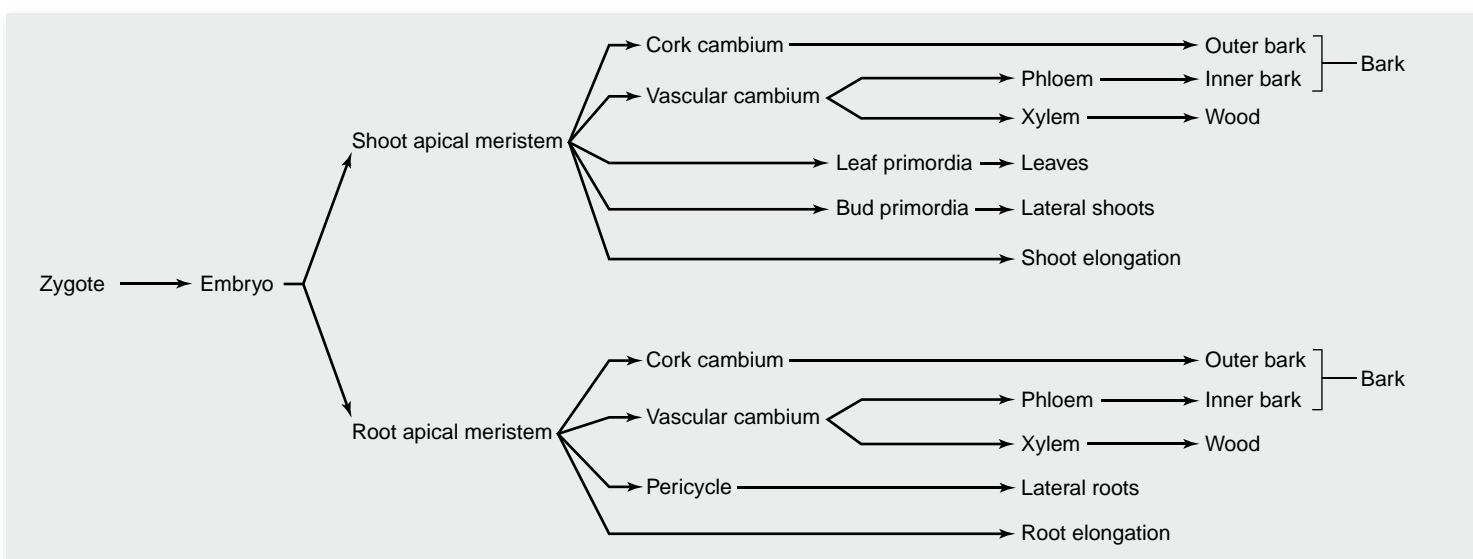 Cork cambium Outer bark
Bark
Phloem Inner bark
Vascular cambium
Xylem Wood
Shoot apical meristem
Leaf primordia Leaves
Bud primordia Lateral shoots
Shoot elongation
Zygote Embryo
Cork cambium Outer bark
Bark
Phloem Inner bark
Vascular cambium
Root apical meristem
Xylem Wood
Pericycle Lateral roots
Root elongation